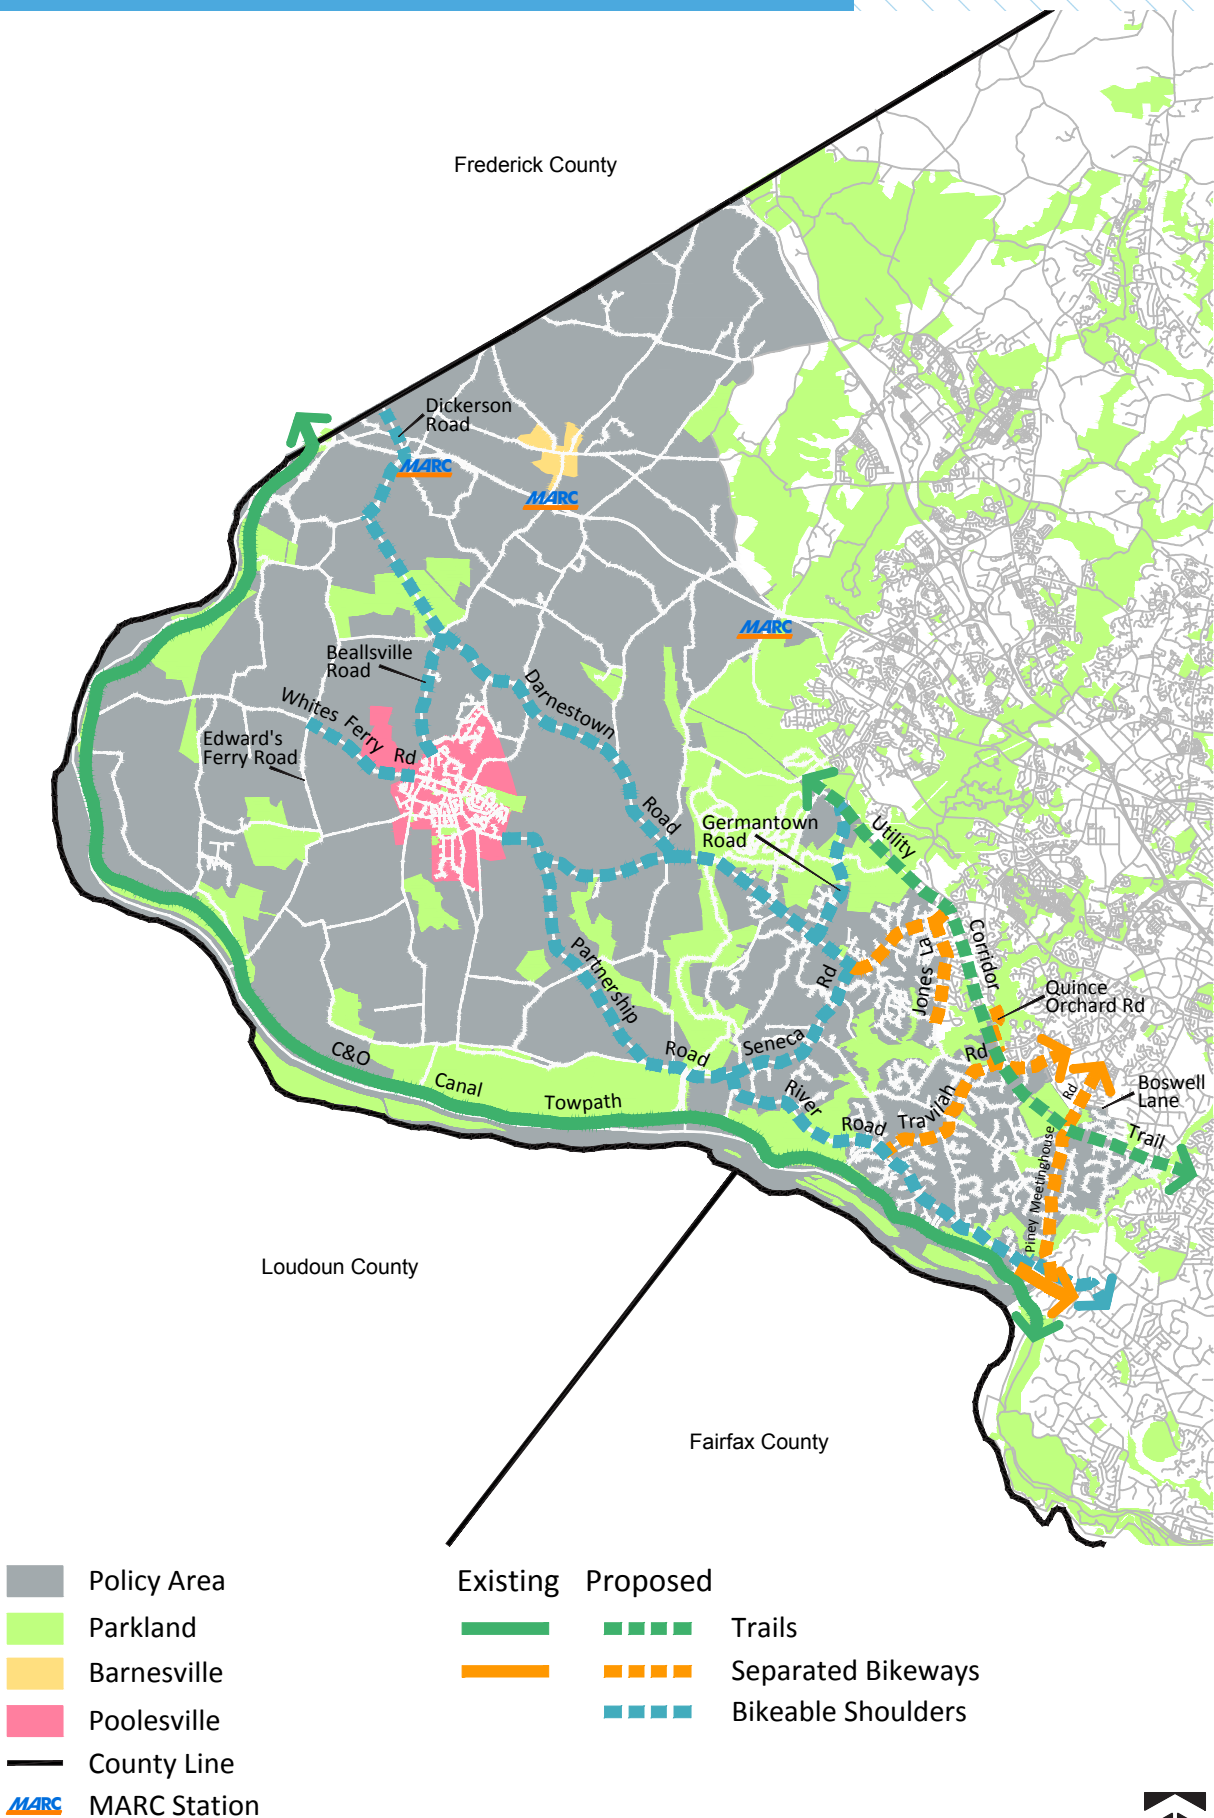 Frederick County
Dickerson
Road
MARC
MARC
MARC
Beallsville
Road
Whites Ferry Rd
Edward's
Ferry Road
Darnestown
Road
Germantown
Road
Utility
Corridor
Jones La
Quince
Orchard Rd
Partnership
Road
Seneca
Rd
C&O
Canal
Towpath
River
Road
Travilah
Rd
Boswell
Lane
Trail
Piney Meetinghouse
Rd
Loudoun County
Fairfax County
Policy Area
Parkland
Barnesville
Poolesville
County Line
MARC MARC Station
Existing Proposed
Trails
Separated Bikeways
Bikeable Shoulders